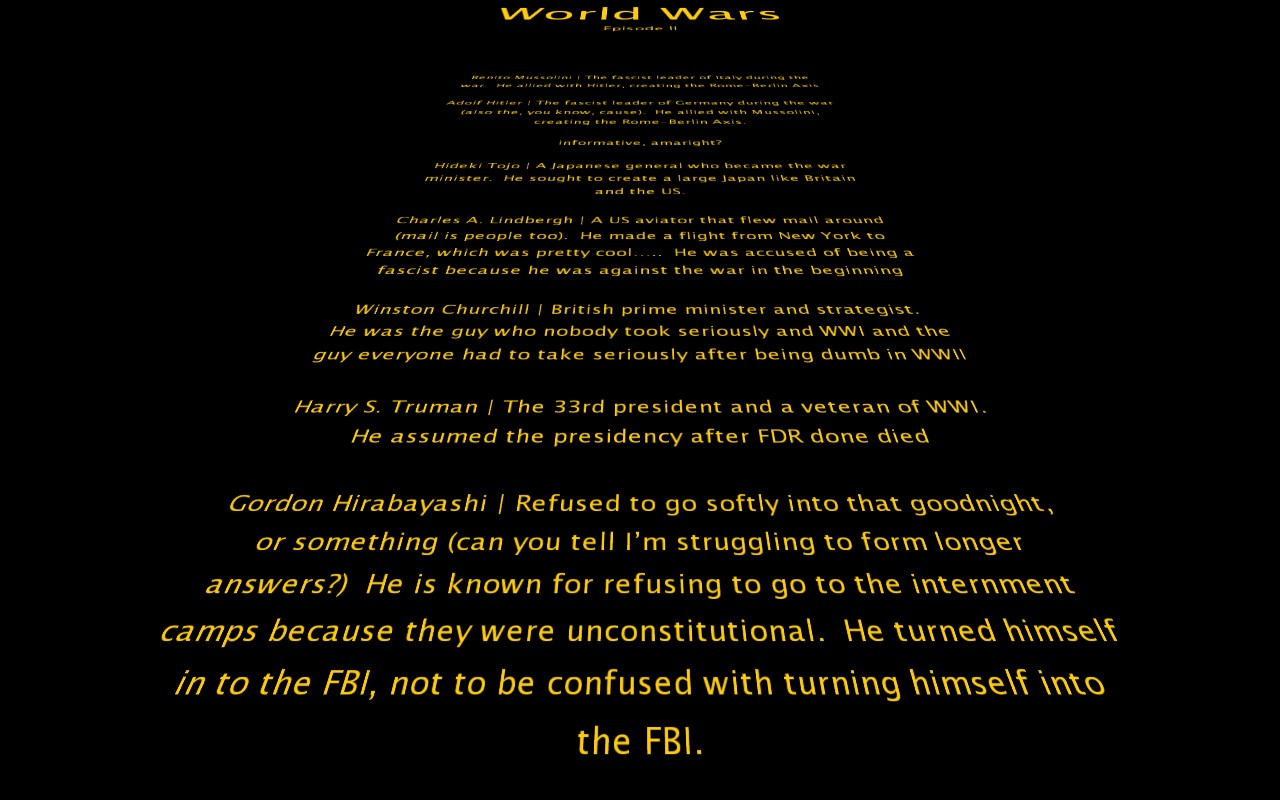 World Wars
Episode II
Benito Mussolini | The fascist leader of Italy during the
war.  He allied with Hitler, creating the Rome-Berlin Axis
Adolf Hitler | The fascist leader of Germany during the war
(also the, you know, cause).  He allied with Mussolini,
creating the Rome-Berlin Axis.
informative, amaright?
Hideki Tojo | A Japanese general who became the war
minister.  He sought to create a large Japan like Britain
and the US.
Charles A. Lindbergh | A US aviator that flew mail around
(mail is people too).  He made a flight from New York to
France, which was pretty cool.....  He was accused of being a
fascist because he was against the war in the beginning
Winston Churchill | British prime minister and strategist.
He was the guy who nobody took seriously and WWI and the
guy everyone had to take seriously after being dumb in WWII
Harry S. Truman | The 33rd president and a veteran of WWI.
He assumed the presidency after FDR done died
Gordon Hirabayashi | Refused to go softly into that goodnight,
or something (can you tell I’m struggling to form longer
answers?)  He is known for refusing to go to the internment
camps because they were unconstitutional.  He turned himself
in to the FBI, not to be confused with turning himself into
the FBI.